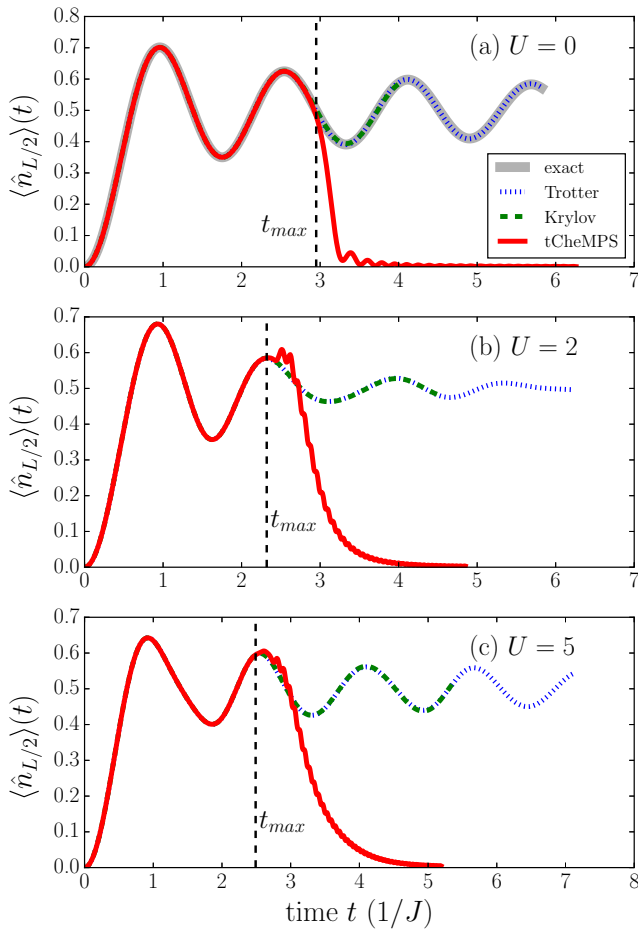 (a) U = 0
⟨n̂_{L/2}⟩(t)
0.8
0.7
0.6
0.5
0.4
0.3
0.2
0.1
0.0
t_{max}
exact
Trotter
Krylov
tCheMPS
0 1 2 3 4 5 6 7
(b) U = 2
⟨n̂_{L/2}⟩(t)
0.7
0.6
0.5
0.4
0.3
0.2
0.1
0.0
t_{max}
0 1 2 3 4 5 6 7
(c) U = 5
⟨n̂_{L/2}⟩(t)
0.7
0.6
0.5
0.4
0.3
0.2
0.1
0.0
t_{max}
0 1 2 3 4 5 6 7 8
time t (1/J)